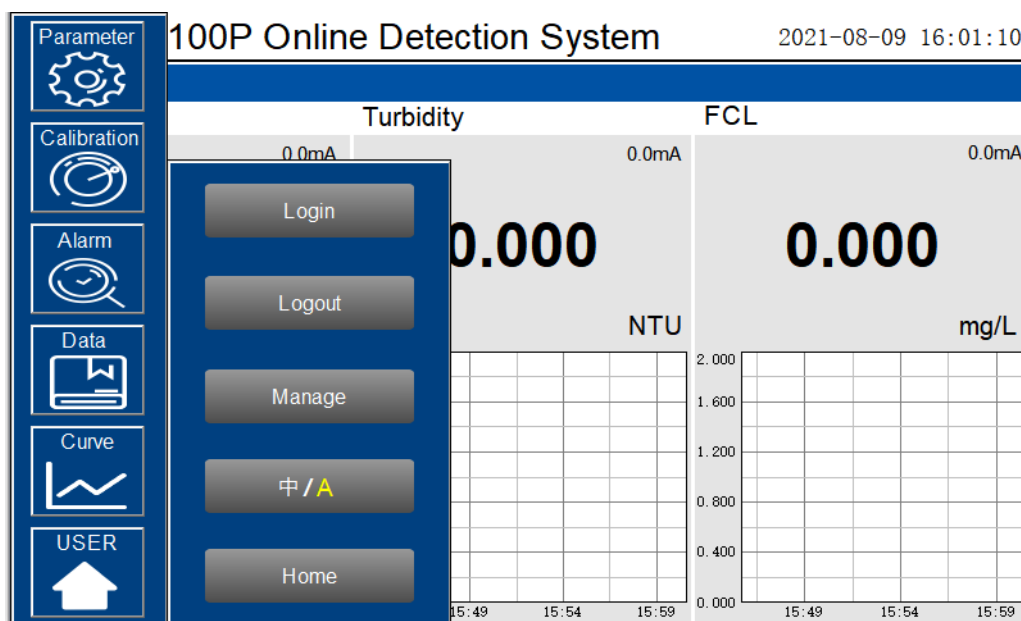 Parameter
100P Online Detection System
2021-08-09 16:01:10
Calibration
Turbidity
FCL
0.0mA
0.0mA
0.0mA
Alarm
Login
0.000
0.000
Logout
NTU
mg/L
Data
Manage
2.000
1.600
1.200
0.800
0.400
0.000
Curve
中/A
USER
Home
15:49
15:54
15:59
15:49
15:54
15:59